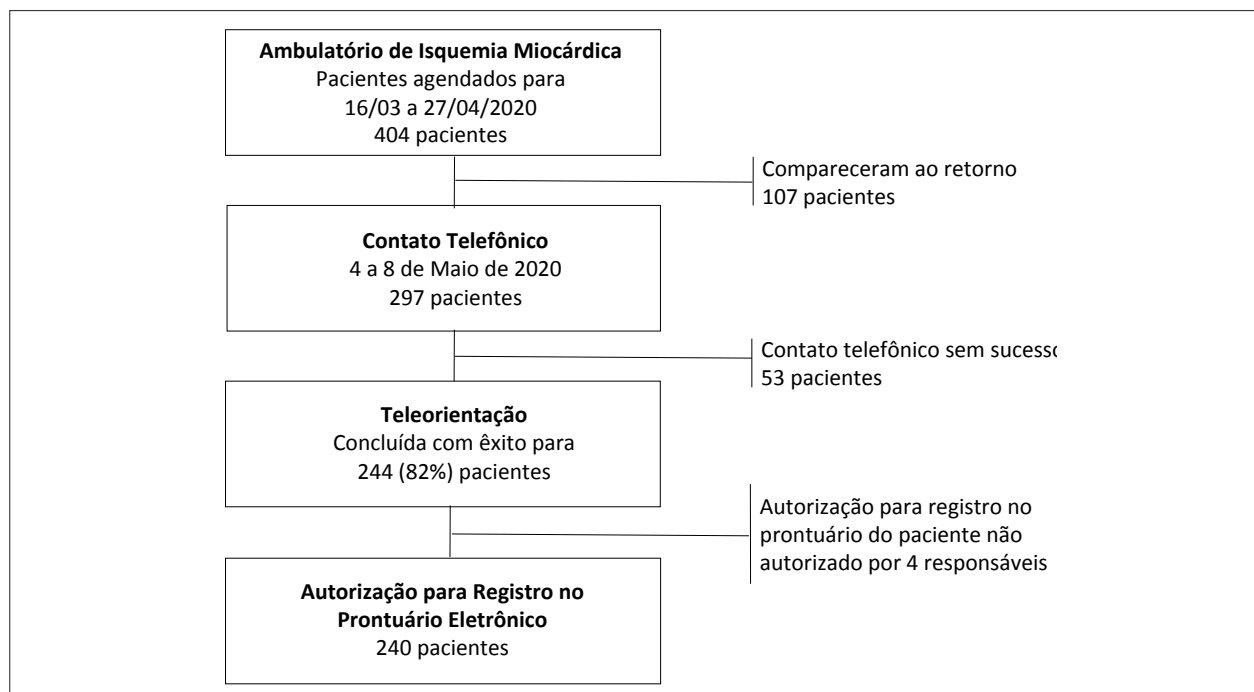 Ambulatório de Isquemia Miocárdica
Pacientes agendados para
16/03 a 27/04/2020
404 pacientes
Compareceram ao retorno
107 pacientes
Contato Telefônico
4 a 8 de Maio de 2020
297 pacientes
Contato telefônico sem sucesso
53 pacientes
Teleorientação
Concluída com êxito para
244 (82%) pacientes
Autorização para registro no
prontuário do paciente não
autorizado por 4 responsáveis
Autorização para Registro no
Prontuário Eletrônico
240 pacientes